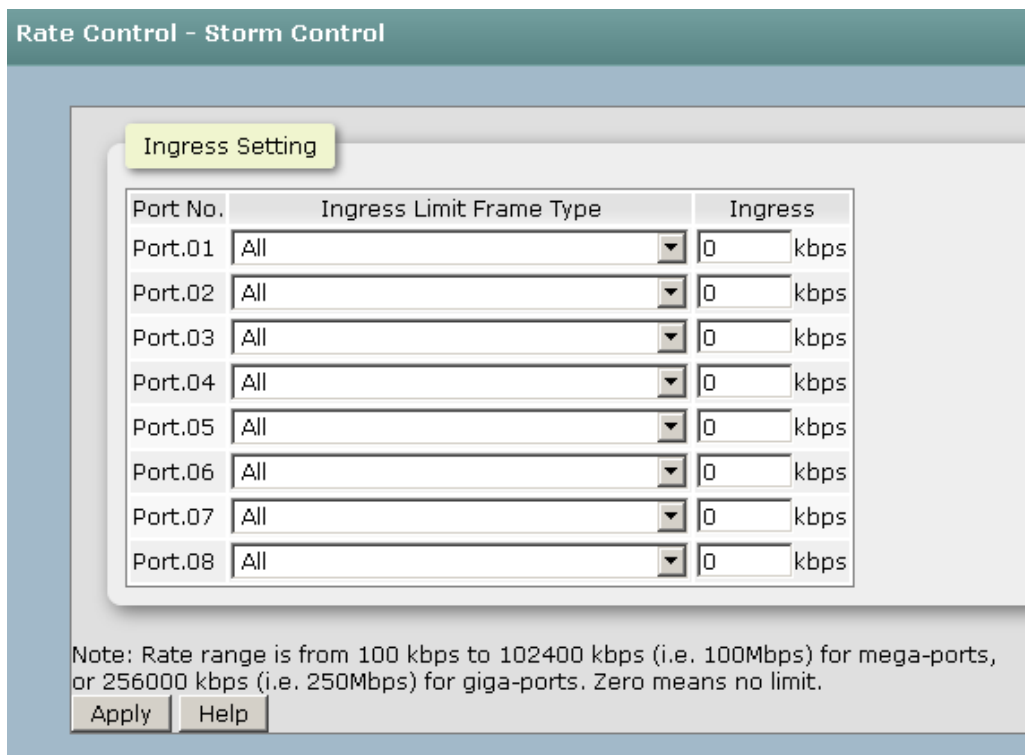 Rate Control - Storm Control
Ingress Setting
Port No. Ingress Limit Frame Type Ingress
Port.01 All 0 kbps
Port.02 All 0 kbps
Port.03 All 0 kbps
Port.04 All 0 kbps
Port.05 All 0 kbps
Port.06 All 0 kbps
Port.07 All 0 kbps
Port.08 All 0 kbps
Note: Rate range is from 100 kbps to 102400 kbps (i.e. 100Mbps) for mega-ports,
or 256000 kbps (i.e. 250Mbps) for giga-ports. Zero means no limit.
Apply Help